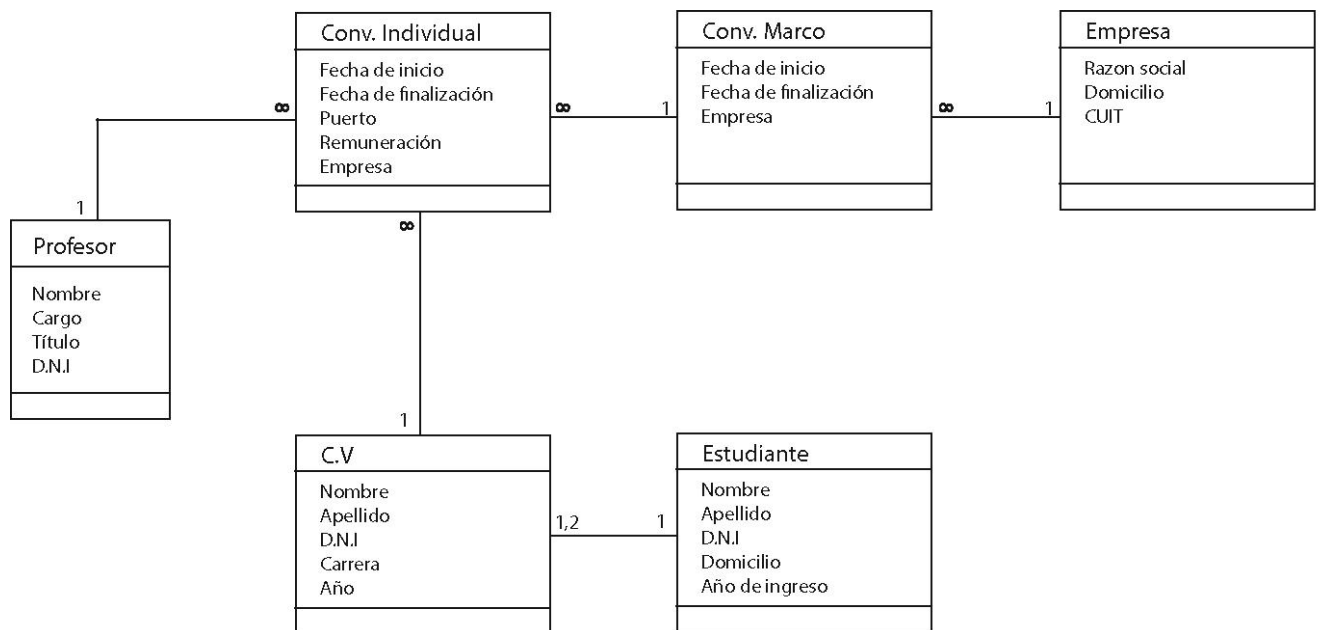 Conv. Individual
Fecha de inicio
Fecha de finalización
Puerto
Remuneración
Empresa
∞
∞
∞
1
Conv. Marco
Fecha de inicio
Fecha de finalización
Empresa
∞
1
Empresa
Razon social
Domicilio
CUIT
1
Profesor
Nombre
Cargo
Título
D.N.I
1
C.V
Nombre
Apellido
D.N.I
Carrera
Año
1,2
1
Estudiante
Nombre
Apellido
D.N.I
Domicilio
Año de ingreso